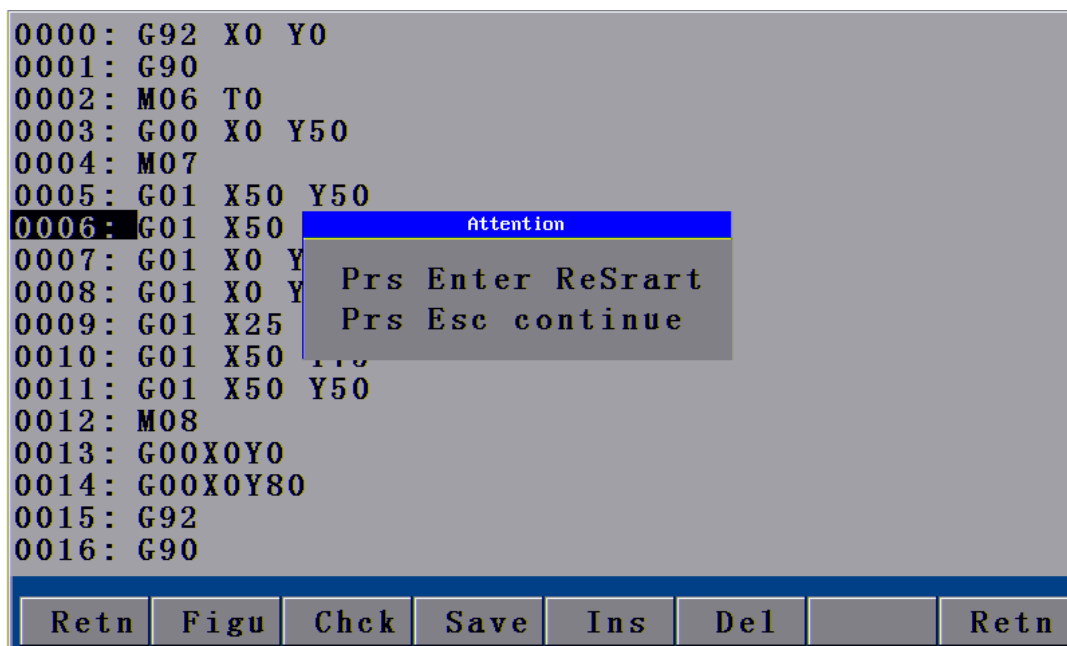 0000: G92 X0 Y0
0001: G90
0002: M06 T0
0003: G00 X0 Y50
0004: M07
0005: G01 X50 Y50
0006: G01 X50
0007: G01 X0 Y
0008: G01 X0 Y
0009: G01 X25
0010: G01 X50
0011: G01 X50 Y50
0012: M08
0013: G00X0Y0
0014: G00X0Y80
0015: G92
0016: G90
Attention
Prs Enter ReSrart
Prs Esc continue
Retn Figu Chck Save Ins Del Retn